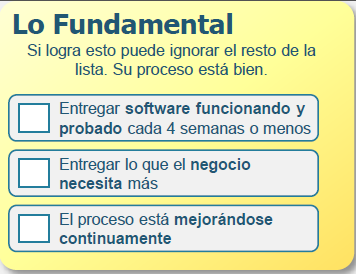 Lo Fundamental
Si logra esto puede ignorar el resto de la
lista. Su proceso está bien.
Entregar software funcionando y
probado cada 4 semanas o menos
Entregar lo que el negocio
necesita más
El proceso está mejorándose
continuamente